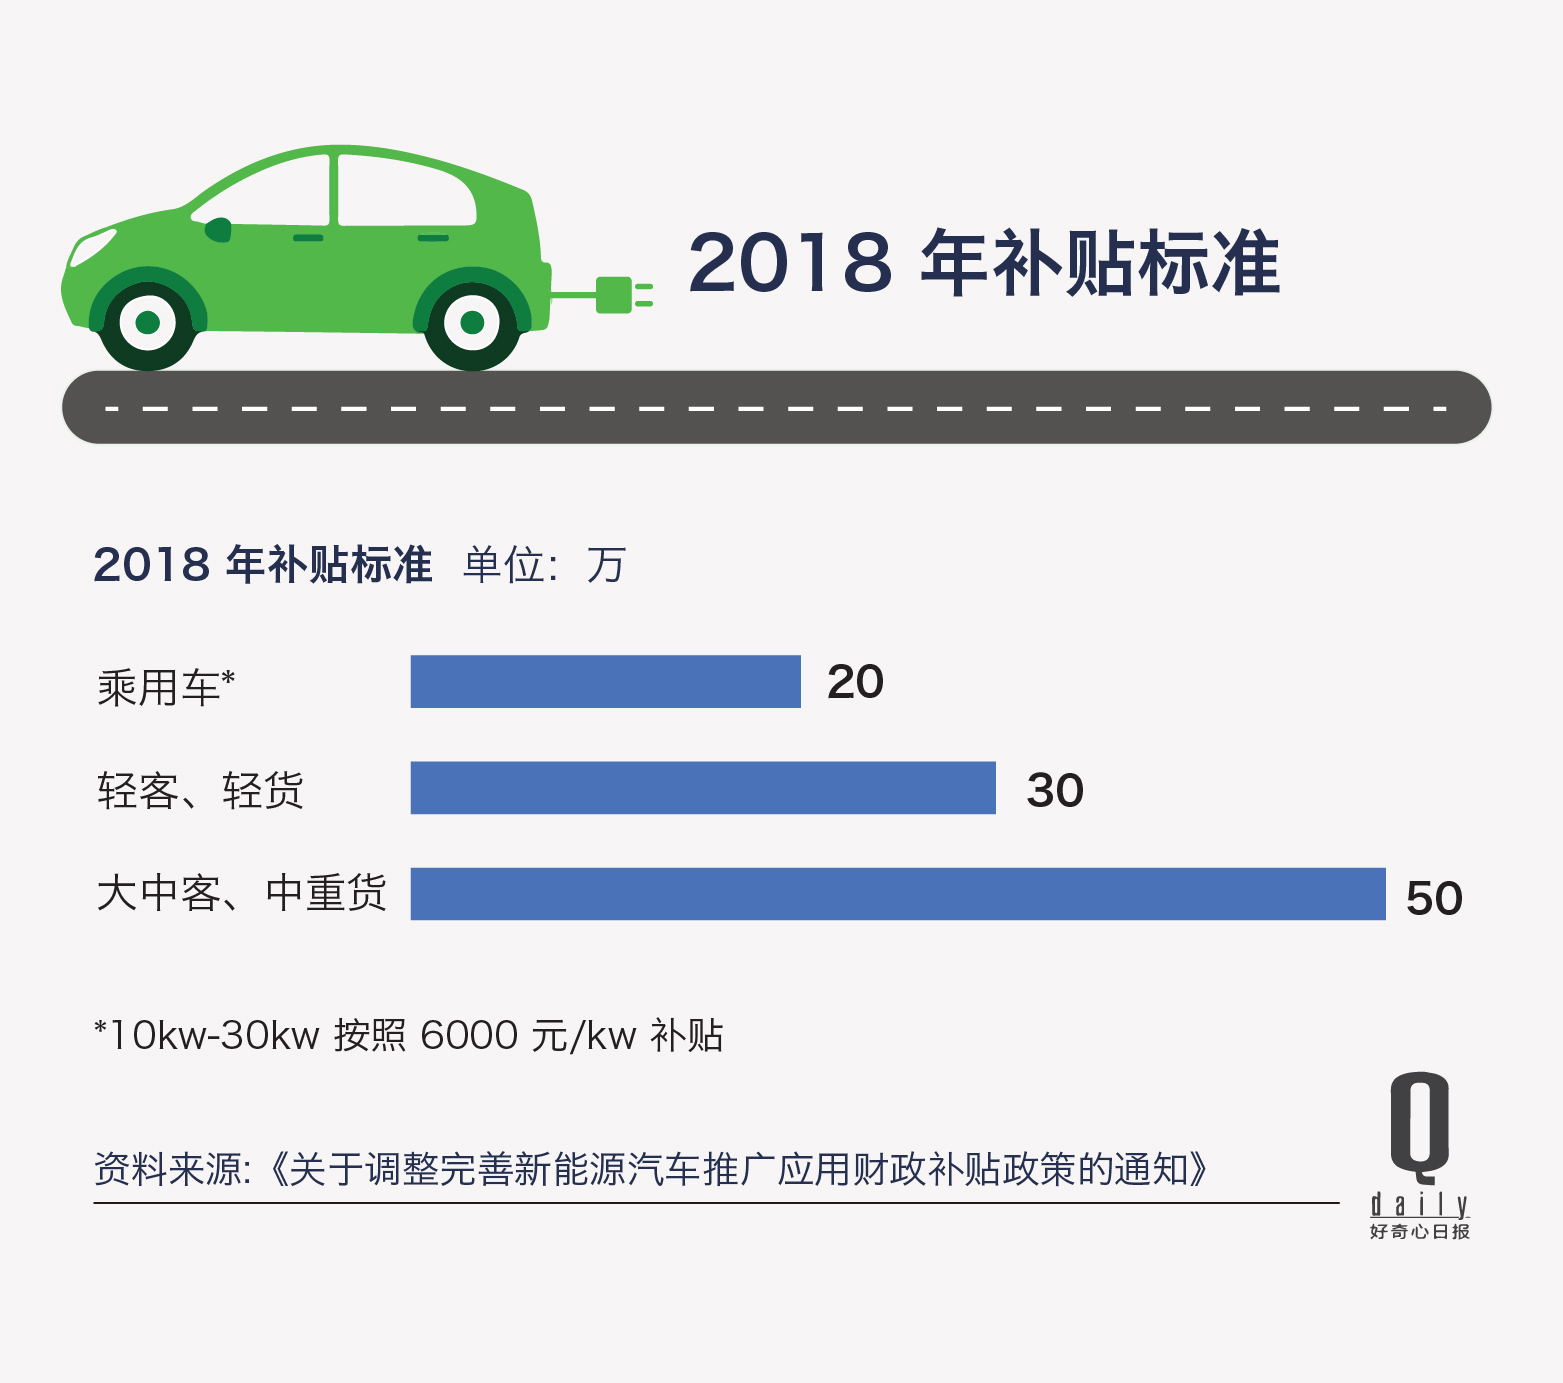 2018 年补贴标准
2018 年补贴标准 单位：万
乘用车* 20
轻客、轻货 30
大中客、中重货 50
*10kw-30kw 按照 6000 元/kw 补贴
资料来源:《关于调整完善新能源汽车推广应用财政补贴政策的通知》
Q
daily
好奇心日报